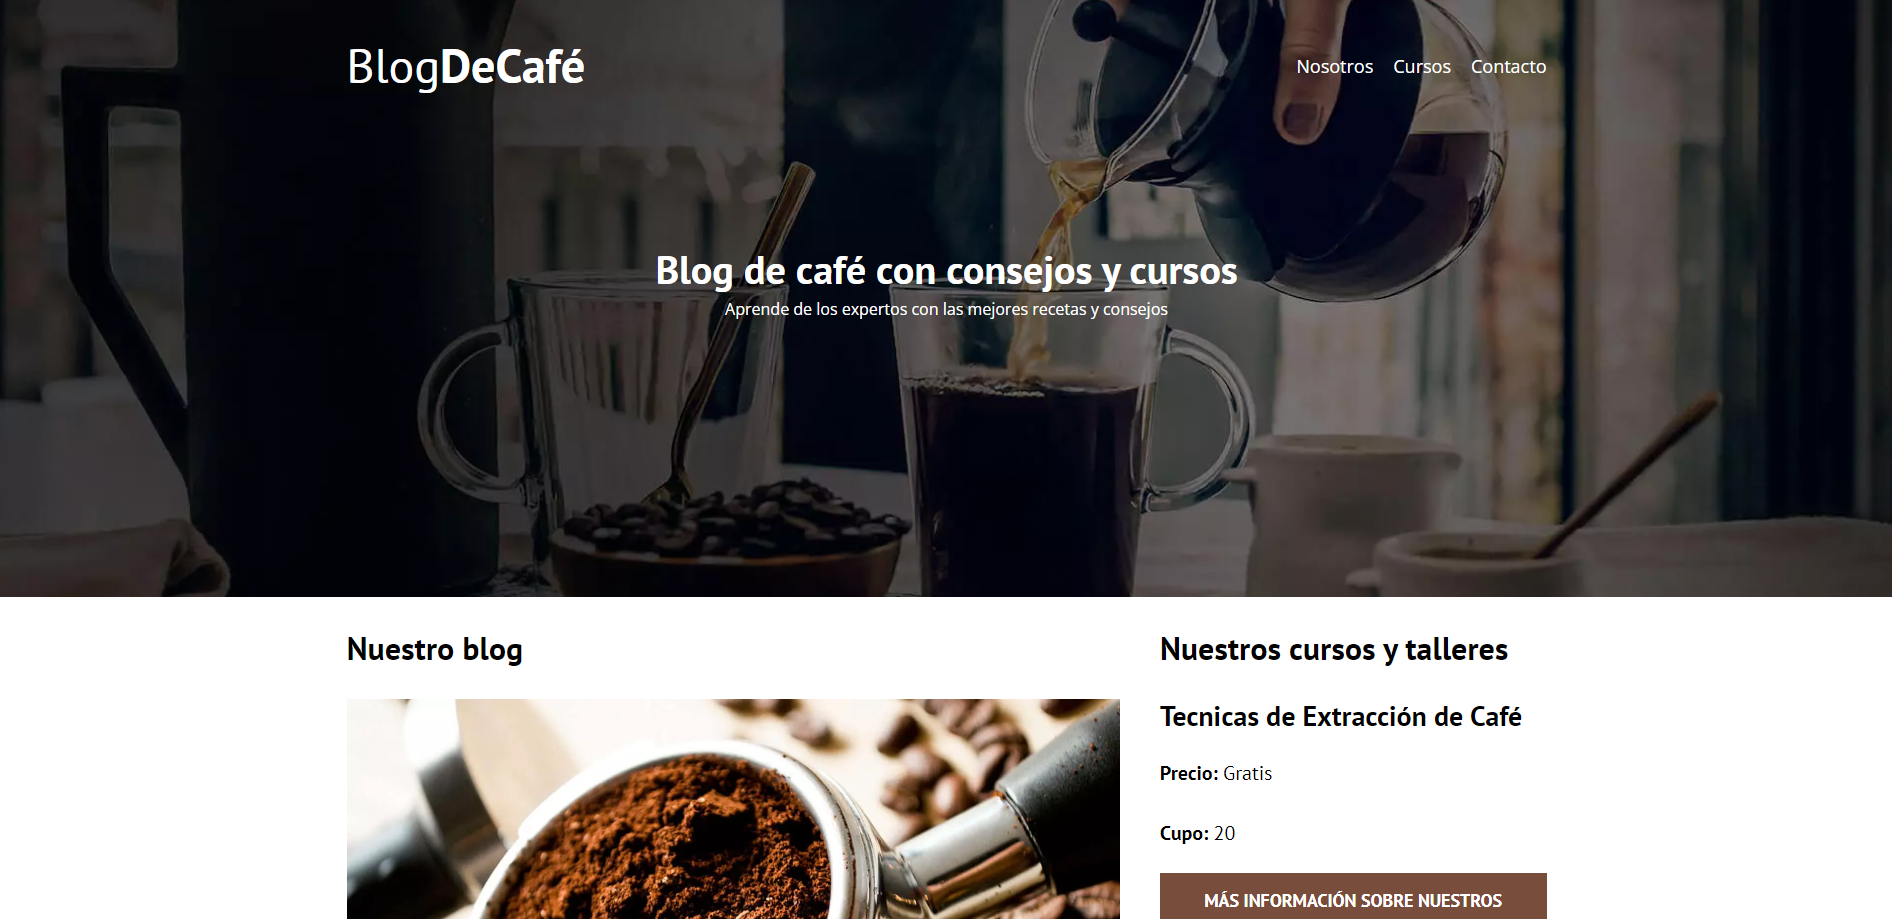 BlogDeCafé
Nosotros Cursos Contacto
Blog de café con consejos y cursos
Aprende de los expertos con las mejores recetas y consejos
Nuestro blog
Nuestros cursos y talleres
Tecnicas de Extracción de Café
Precio: Gratis
Cupo: 20
MÁS INFORMACIÓN SOBRE NUESTROS